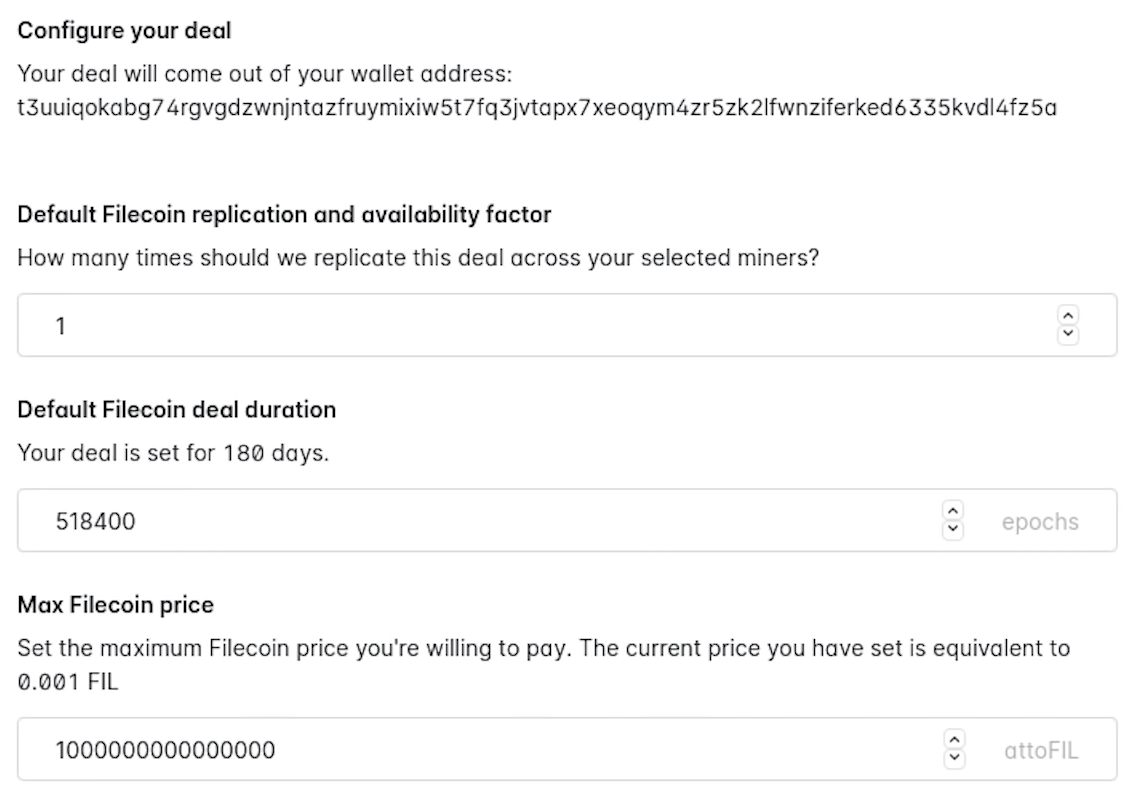 Configure your deal
Your deal will come out of your wallet address:
t3uuiqokabg74rgvgdzwnjntazfruymixiw5t7fq3jvtapx7xeoqym4zr5zk2lfwnziferked6335kvdl4fz5a
Default Filecoin replication and availability factor
How many times should we replicate this deal across your selected miners?
1
Default Filecoin deal duration
Your deal is set for 180 days.
518400 epochs
Max Filecoin price
Set the maximum Filecoin price you're willing to pay. The current price you have set is equivalent to
0.001 FIL
1000000000000000 attoFIL